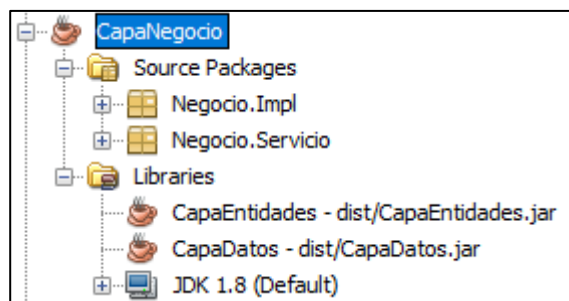 CapaNegocio
Source Packages
Negocio.Impl
Negocio.Servicio
Libraries
CapaEntidades - dist/CapaEntidades.jar
CapaDatos - dist/CapaDatos.jar
JDK 1.8 (Default)